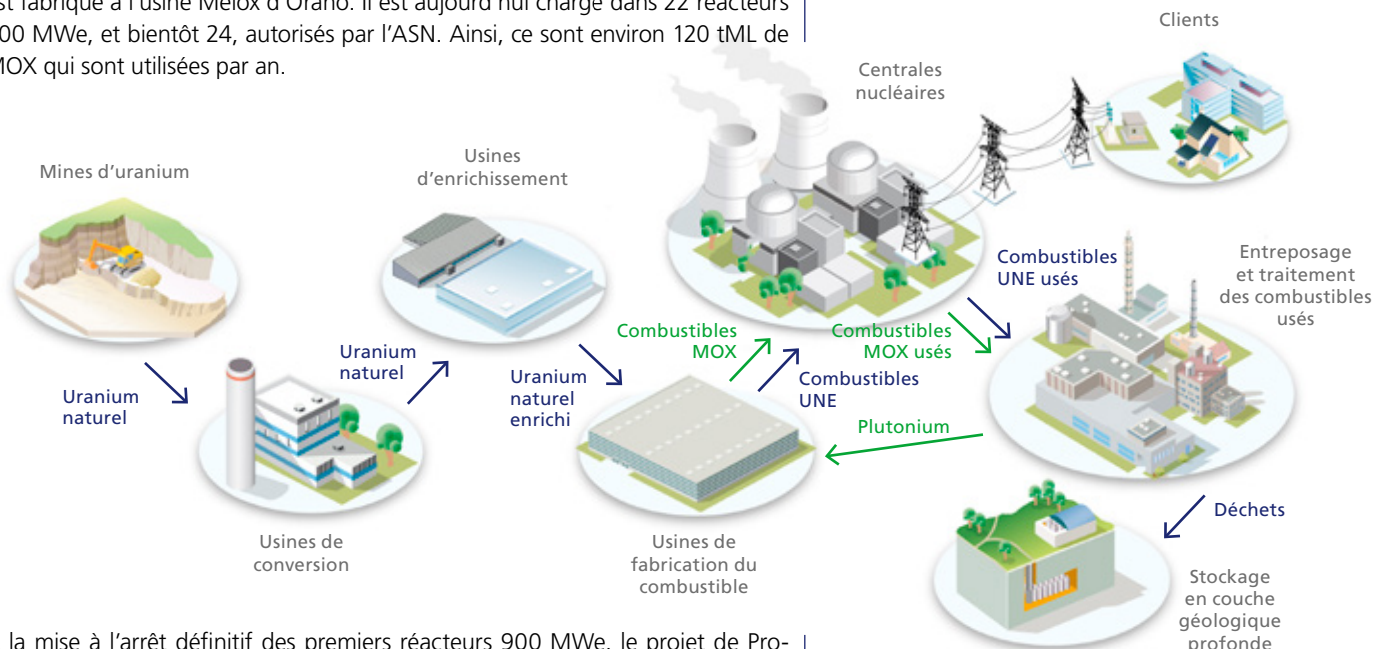 est fabriqué à l'usine Melox d'Orano. Il est aujourd'hui chargé dans 22 réacteurs
00 MWe, et bientôt 24, autorisés par l'ASN. Ainsi, ce sont environ 120 tML de
MOX qui sont utilisées par an.
Clients
Centrales
nucléaires
Usines
d'enrichissement
Mines d'uranium
Combustibles
UNE usés
Entreposage
et traitement
des combustibles
usés
Combustibles
MOX
Combustibles
MOX usés
Uranium
naturel
Uranium
naturel
Uranium
naturel
enrichi
Combustibles
UNE
Plutonium
Déchets
Usines de
conversion
Usines de
fabrication du
combustible
Stockage
en couche
géologique
profonde
la mise à l'arrêt définitif des premiers réacteurs 900 MWe, le projet de Pro-